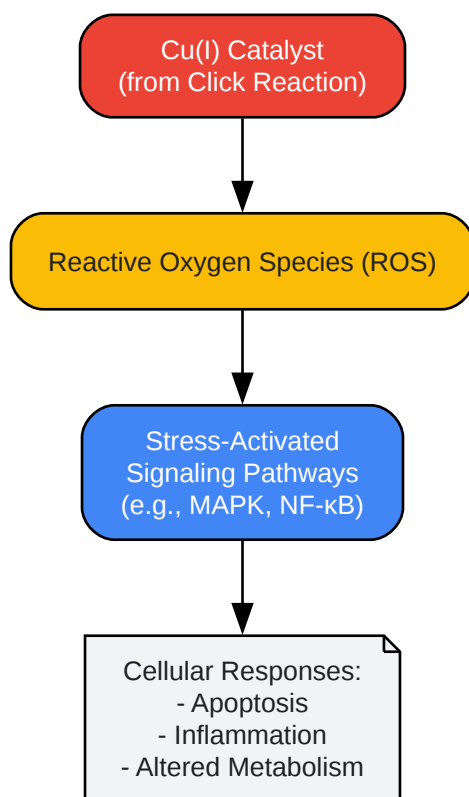 Cu(I) Catalyst
(from Click Reaction)
Reactive Oxygen Species (ROS)
Stress-Activated
Signaling Pathways
(e.g., MAPK, NF-κB)
Cellular Responses:
- Apoptosis
- Inflammation
- Altered Metabolism